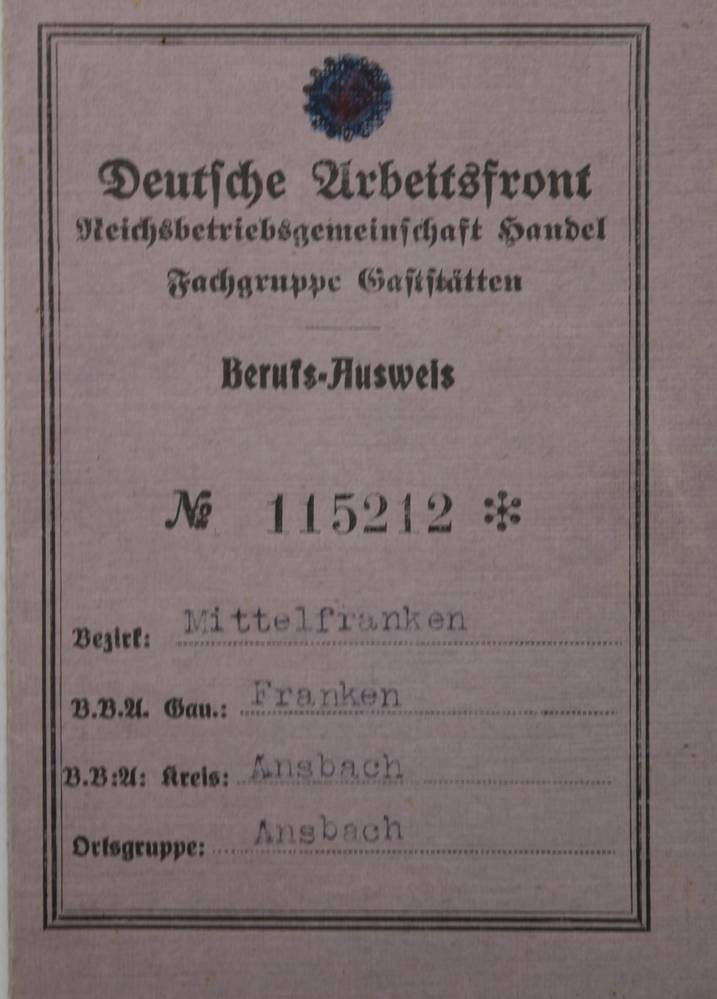 Deutsche Arbeitsfront
Reichsbetriebsgemeinschaft Handel
Fachgruppe Gaststätten
Berufs-Ausweis
№ 115212 ✻
Bezirk: Mittelfranken
B.B.A. Gau.: Franken
B.B:A: Kreis: Ansbach
Ortsgruppe: Ansbach